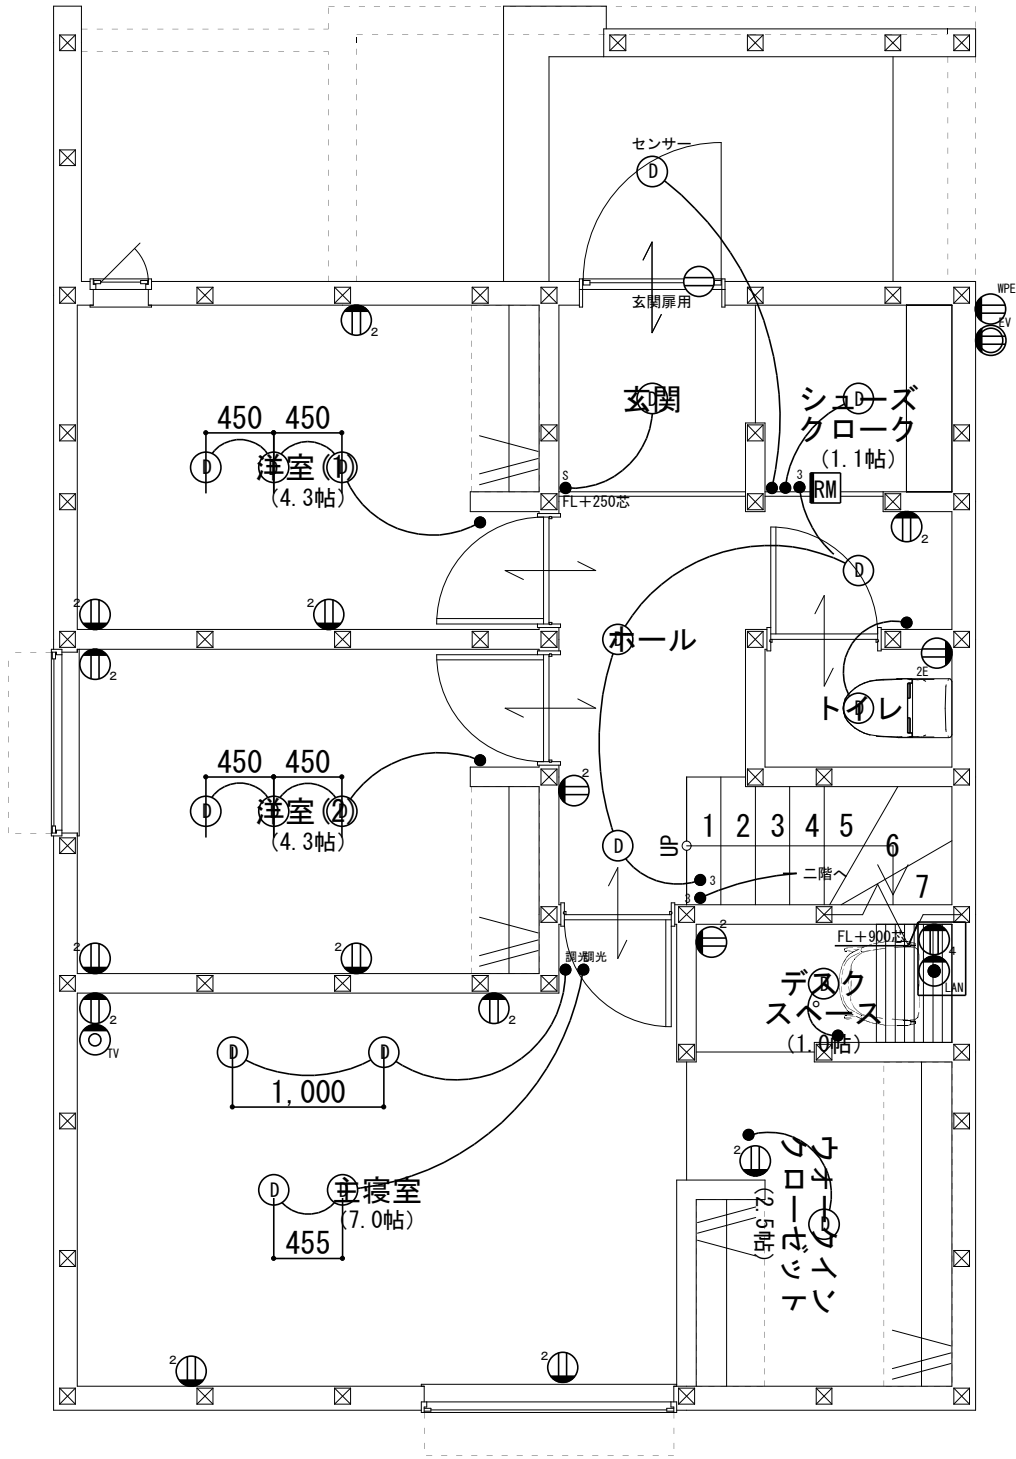 センサー
D
WPE
玄関扉用
EV
2
450 450
玄関
D
シューズ
クローク
(1.1帖)
D
D D D
洋室(1)
(4.3帖)
S
FL+250芯
3
RM
2
D
2
2
ホール
D
2
2E
トイレ
D
450 450
2
D D D
洋室(2)
(4.3帖)
1 2 3 4 5
6
7
UP
D
3
3
二階へ
2
2
2
FL+900芯
4
調光
調光
LAN
デスク
スペース
(1.0帖)
D
2
2
TV
D D
1,000
2
ウォークイン
クローゼット
(2.5帖)
D
D D
主寝室
(7.0帖)
455
2
2